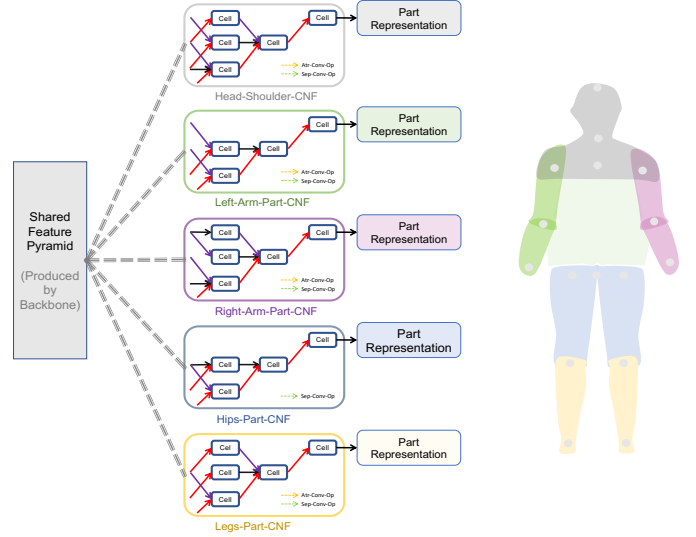 Shared
Feature
Pyramid
(Produced
by
Backbone)
Cell
Cell
Cell
Cell
Cell
Atr-Conv-Op
Sep-Conv-Op
Head-Shoulder-CNF
Part
Representation
Cell
Cell
Cell
Cell
Atr-Conv-Op
Sep-Conv-Op
Left-Arm-Part-CNF
Part
Representation
Cell
Cell
Cell
Cell
Cell
Atr-Conv-Op
Sep-Conv-Op
Right-Arm-Part-CNF
Part
Representation
Cell
Cell
Cell
Cell
Sep-Conv-Op
Hips-Part-CNF
Part
Representation
Cel
Cell
Cell
Cell
Cell
Atr-Conv-Op
Sep-Conv-Op
Legs-Part-CNF
Part
Representation